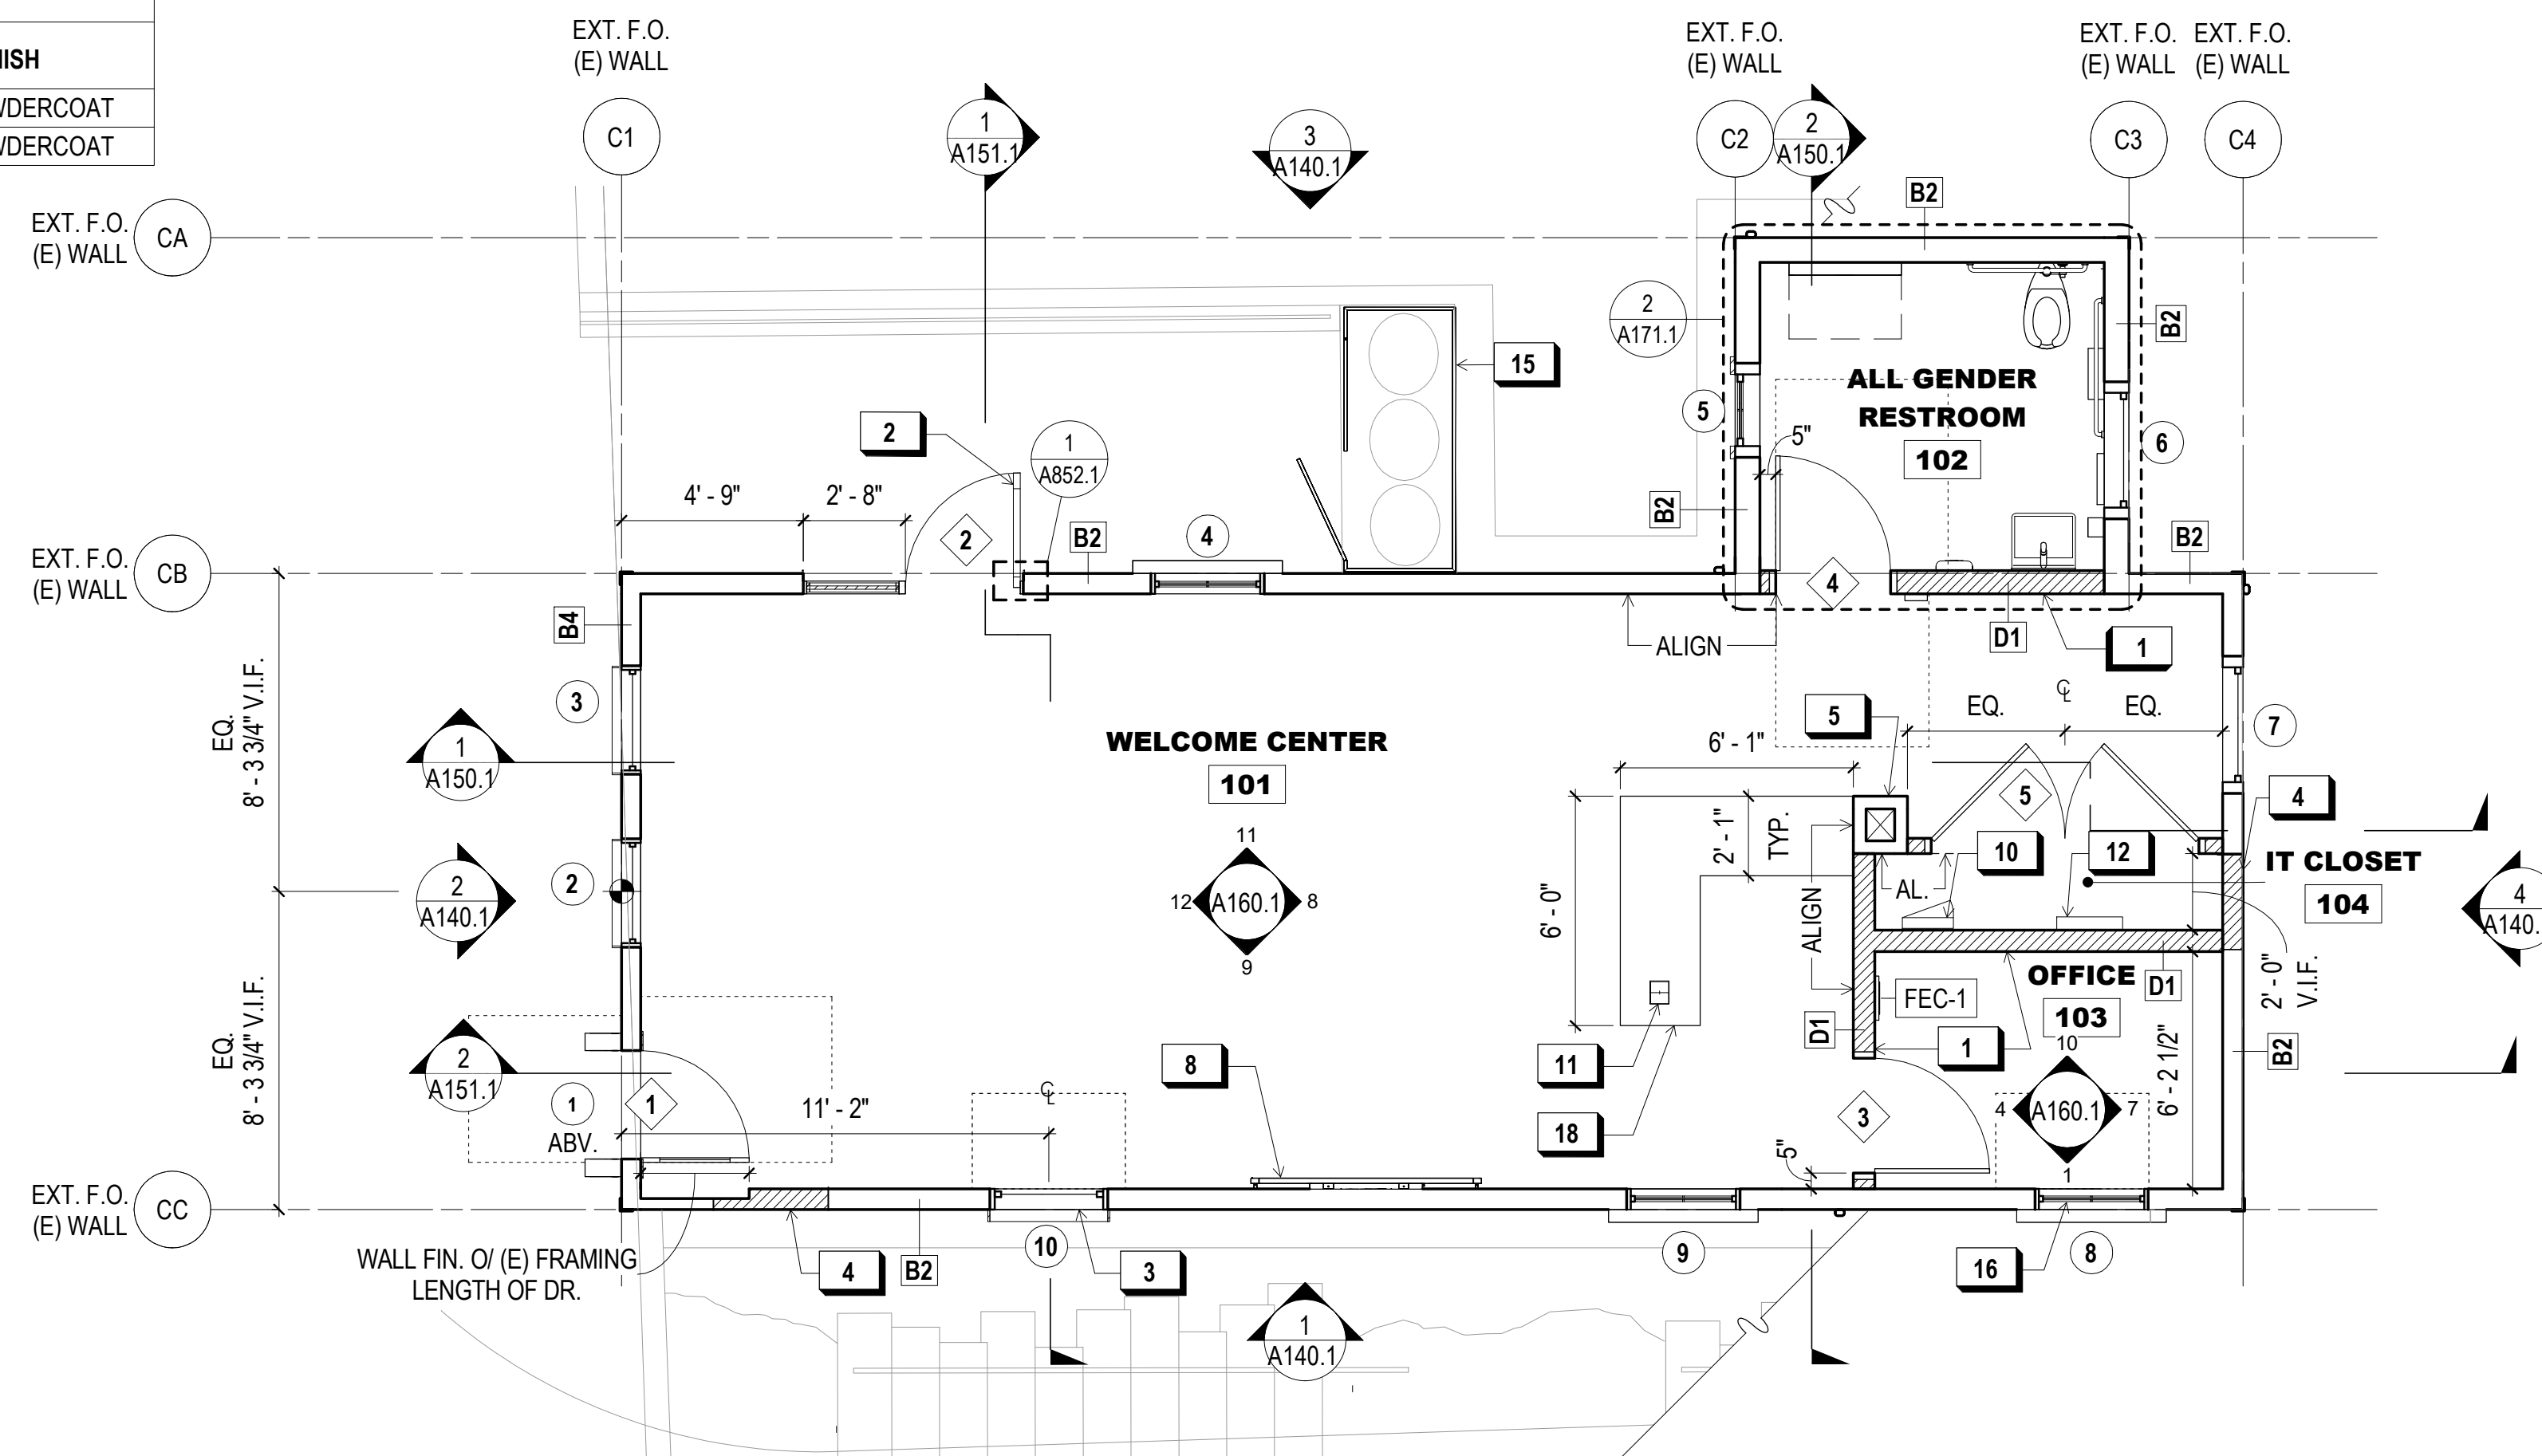 NISH
WDERCOAT
WDERCOAT
EXT. F.O.
(E) WALL
EXT. F.O.
(E) WALL
EXT. F.O.
(E) WALL
EXT. F.O.
(E) WALL
C1
1
A151.1
3
A140.1
C2
2
A150.1
C3
C4
EXT. F.O.
(E) WALL
CA
B2
2
A171.1
B2
15
ALL GENDER
RESTROOM
102
5
5"
6
2
1
A852.1
4' - 9"
2' - 8"
2
B2
4
B2
B2
EXT. F.O.
(E) WALL
CB
4
B4
ALIGN
D1
1
EQ.
8' - 3 3/4" V.I.F.
3
CL
EQ.
EQ.
5
7
1
A150.1
WELCOME CENTER
101
6' - 1"
5
4
2' - 1"
TYP.
10
12
IT CLOSET
104
2
A140.1
2
11
12
A160.1
8
9
6' - 0"
ALIGN
AL.
4
A140.
OFFICE
103
D1
2' - 0"
V.I.F.
FEC-1
11
D1
1
10
4
A160.1
7
1
6' - 2 1/2"
B2
EQ.
8' - 3 3/4" V.I.F.
2
A151.1
1
ABV.
1
11' - 2"
CL
8
18
3
5"
EXT. F.O.
(E) WALL
CC
WALL FIN. O/ (E) FRAMING
LENGTH OF DR.
4
B2
10
3
9
16
8
1
A140.1